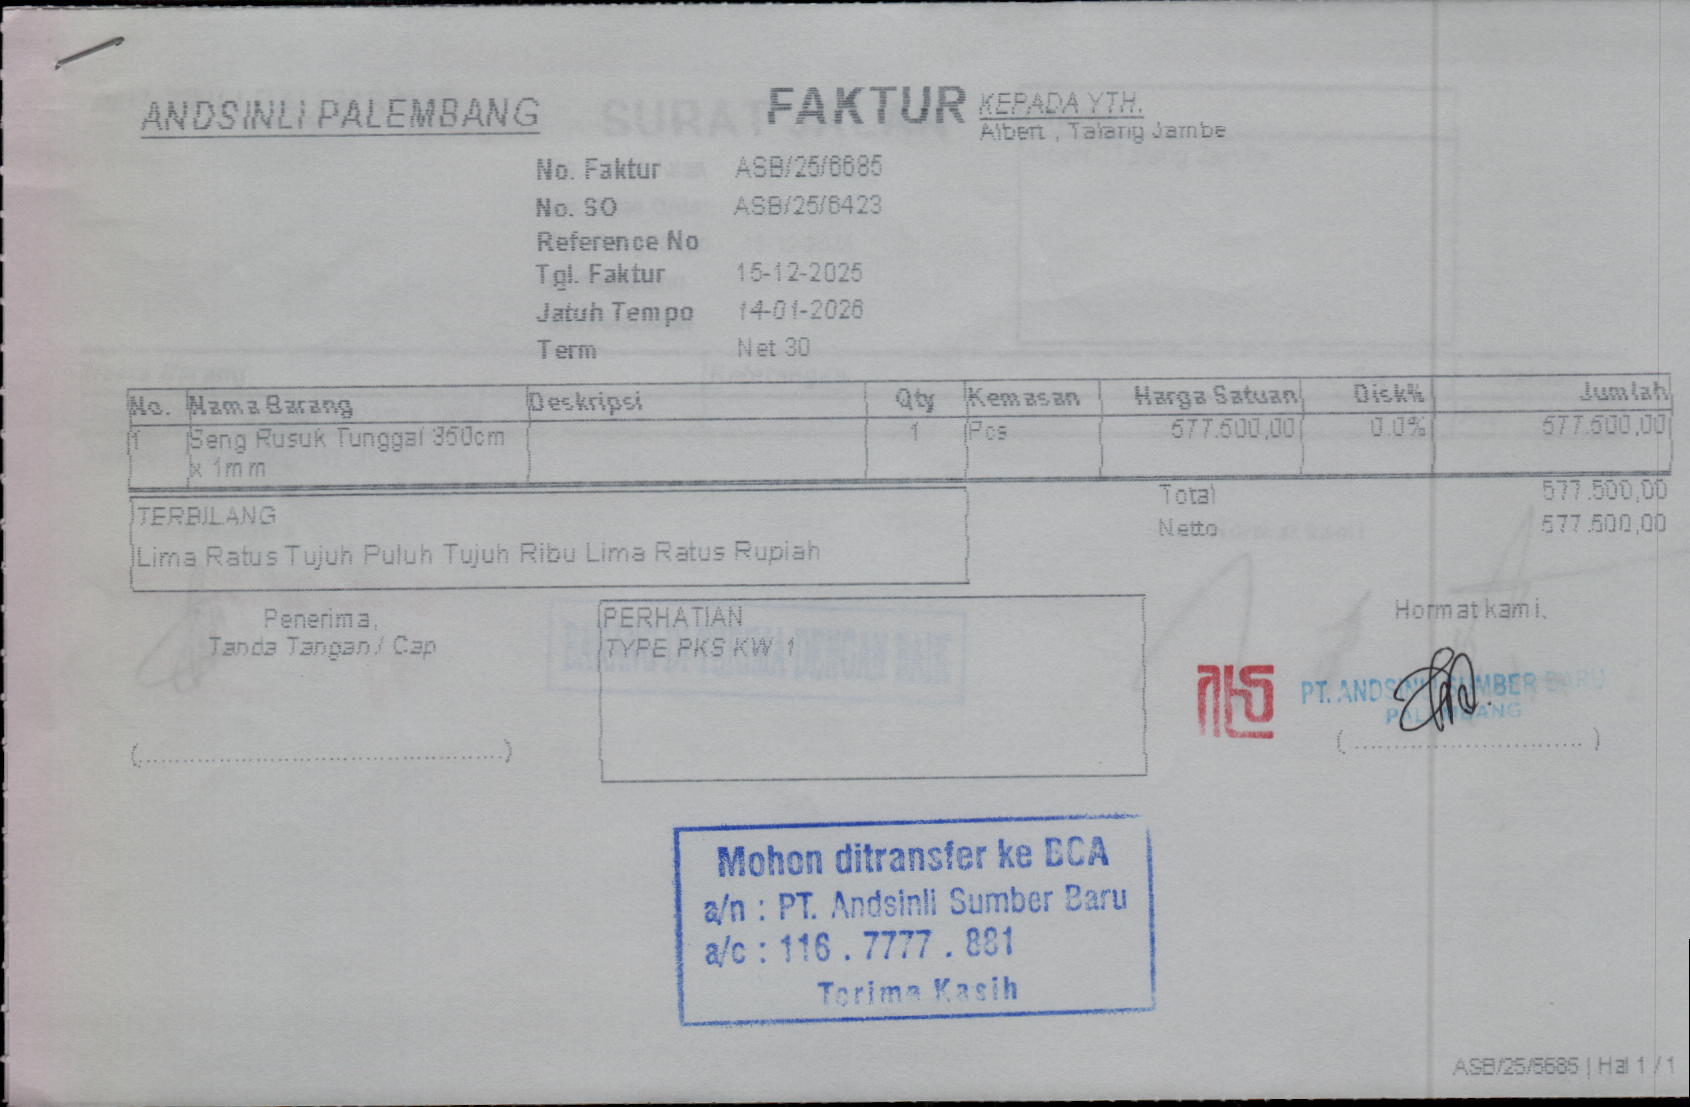 ANDSINLI PALEMBANG
FAKTUR
KEPADA YTH.
Albert , Talang Jambe
No. Faktur ASB/25/6685
No. SO ASB/25/6423
Reference No
Tgl. Faktur 15-12-2025
Jatuh Tempo 14-01-2026
Term Net 30
No. Nama Barang Deskripsi Qty Kemasan Harga Satuan Disk% Jumlah
1 Seng Rusuk Tunggal 350cm 1 Pcs 577.500,00 0.0% 577.500,00
x 1mm
Total 577.500,00
Netto 577.500,00
TERBILANG
Lima Ratus Tujuh Puluh Tujuh Ribu Lima Ratus Rupiah
Penerima,
Tanda Tangan / Cap
(..................................................)
PERHATIAN
TYPE PKS KW 1
Hormat kami,
PT. ANDSINLI SUMBER BARU
PALEMBANG
( ................................ )
Mohon ditransfer ke BCA
a/n : PT. Andsinli Sumber Baru
a/c : 116 . 7777 . 881
Terima Kasih
ASB/25/6685 | Hal 1 / 1